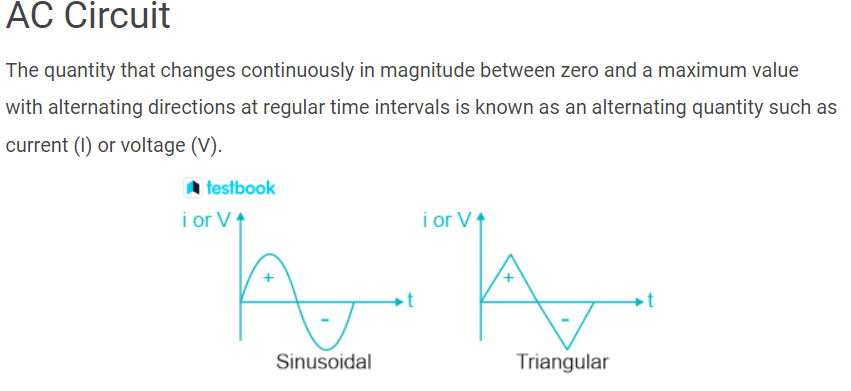 AC Circuit
The quantity that changes continuously in magnitude between zero and a maximum value
with alternating directions at regular time intervals is known as an alternating quantity such as
current (I) or voltage (V).
testbook
i or V
i or V
+
+
t
t
-
-
Sinusoidal
Triangular